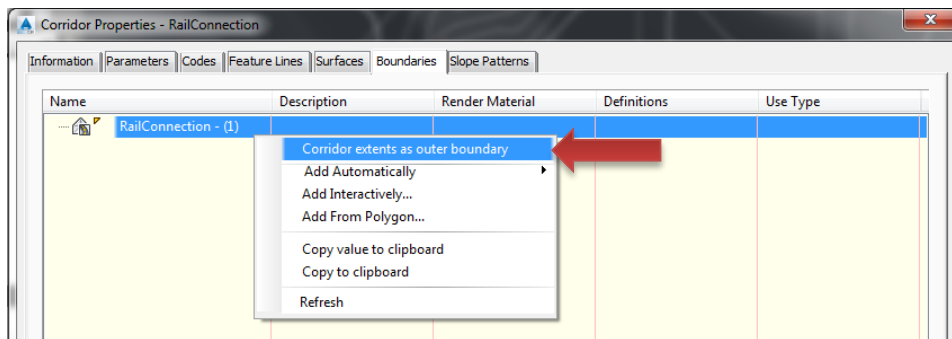 Corridor Properties - RailConnection
Information Parameters Codes Feature Lines Surfaces Boundaries Slope Patterns
Name Description Render Material Definitions Use Type
RailConnection - (1)
Corridor extents as outer boundary
Add Automatically
Add Interactively...
Add From Polygon...
Copy value to clipboard
Copy to clipboard
Refresh